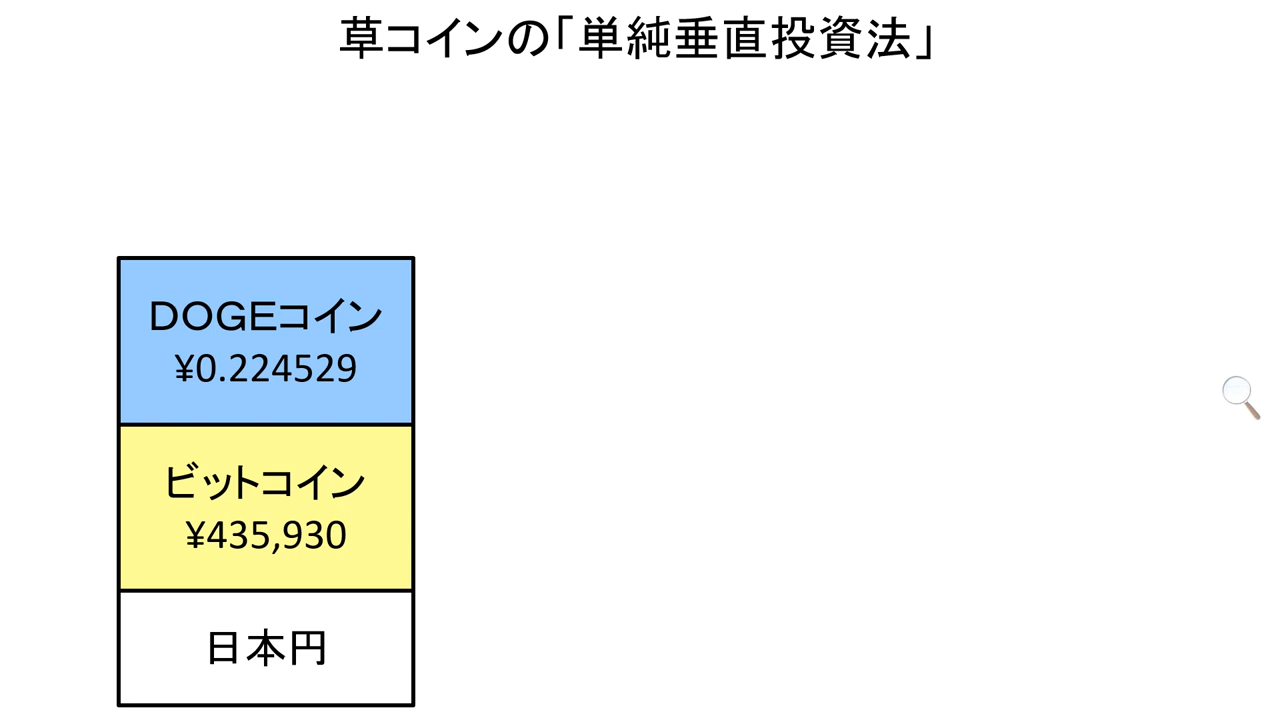 草コインの「単純垂直投資法」
ＤＯＧＥコイン
¥0.224529
ビットコイン
¥435,930
日本円